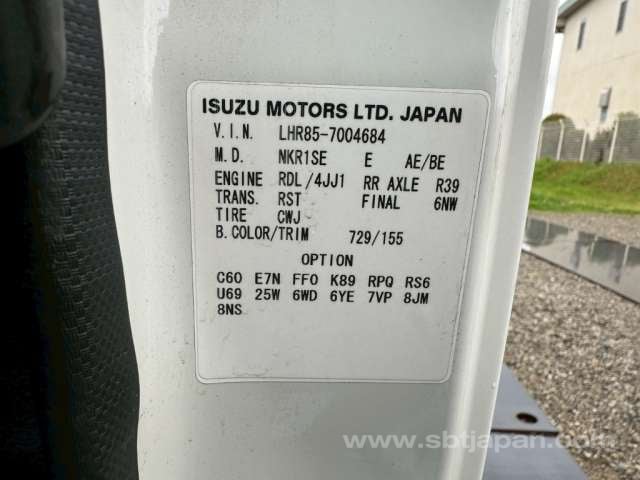 ISUZU MOTORS LTD. JAPAN
V.I.N. LHR85-7004684
M.D. NKR1SE E AE/BE
ENGINE RDL/4JJ1 RR AXLE R39
TRANS. RST FINAL 6NW
TIRE CWJ
B.COLOR/TRIM 729/155
OPTION
C60 E7N FF0 K89 RPQ RS6
U69 25W 6WD 6YE 7VP 8JM
8NS
www.sbtjapan.com